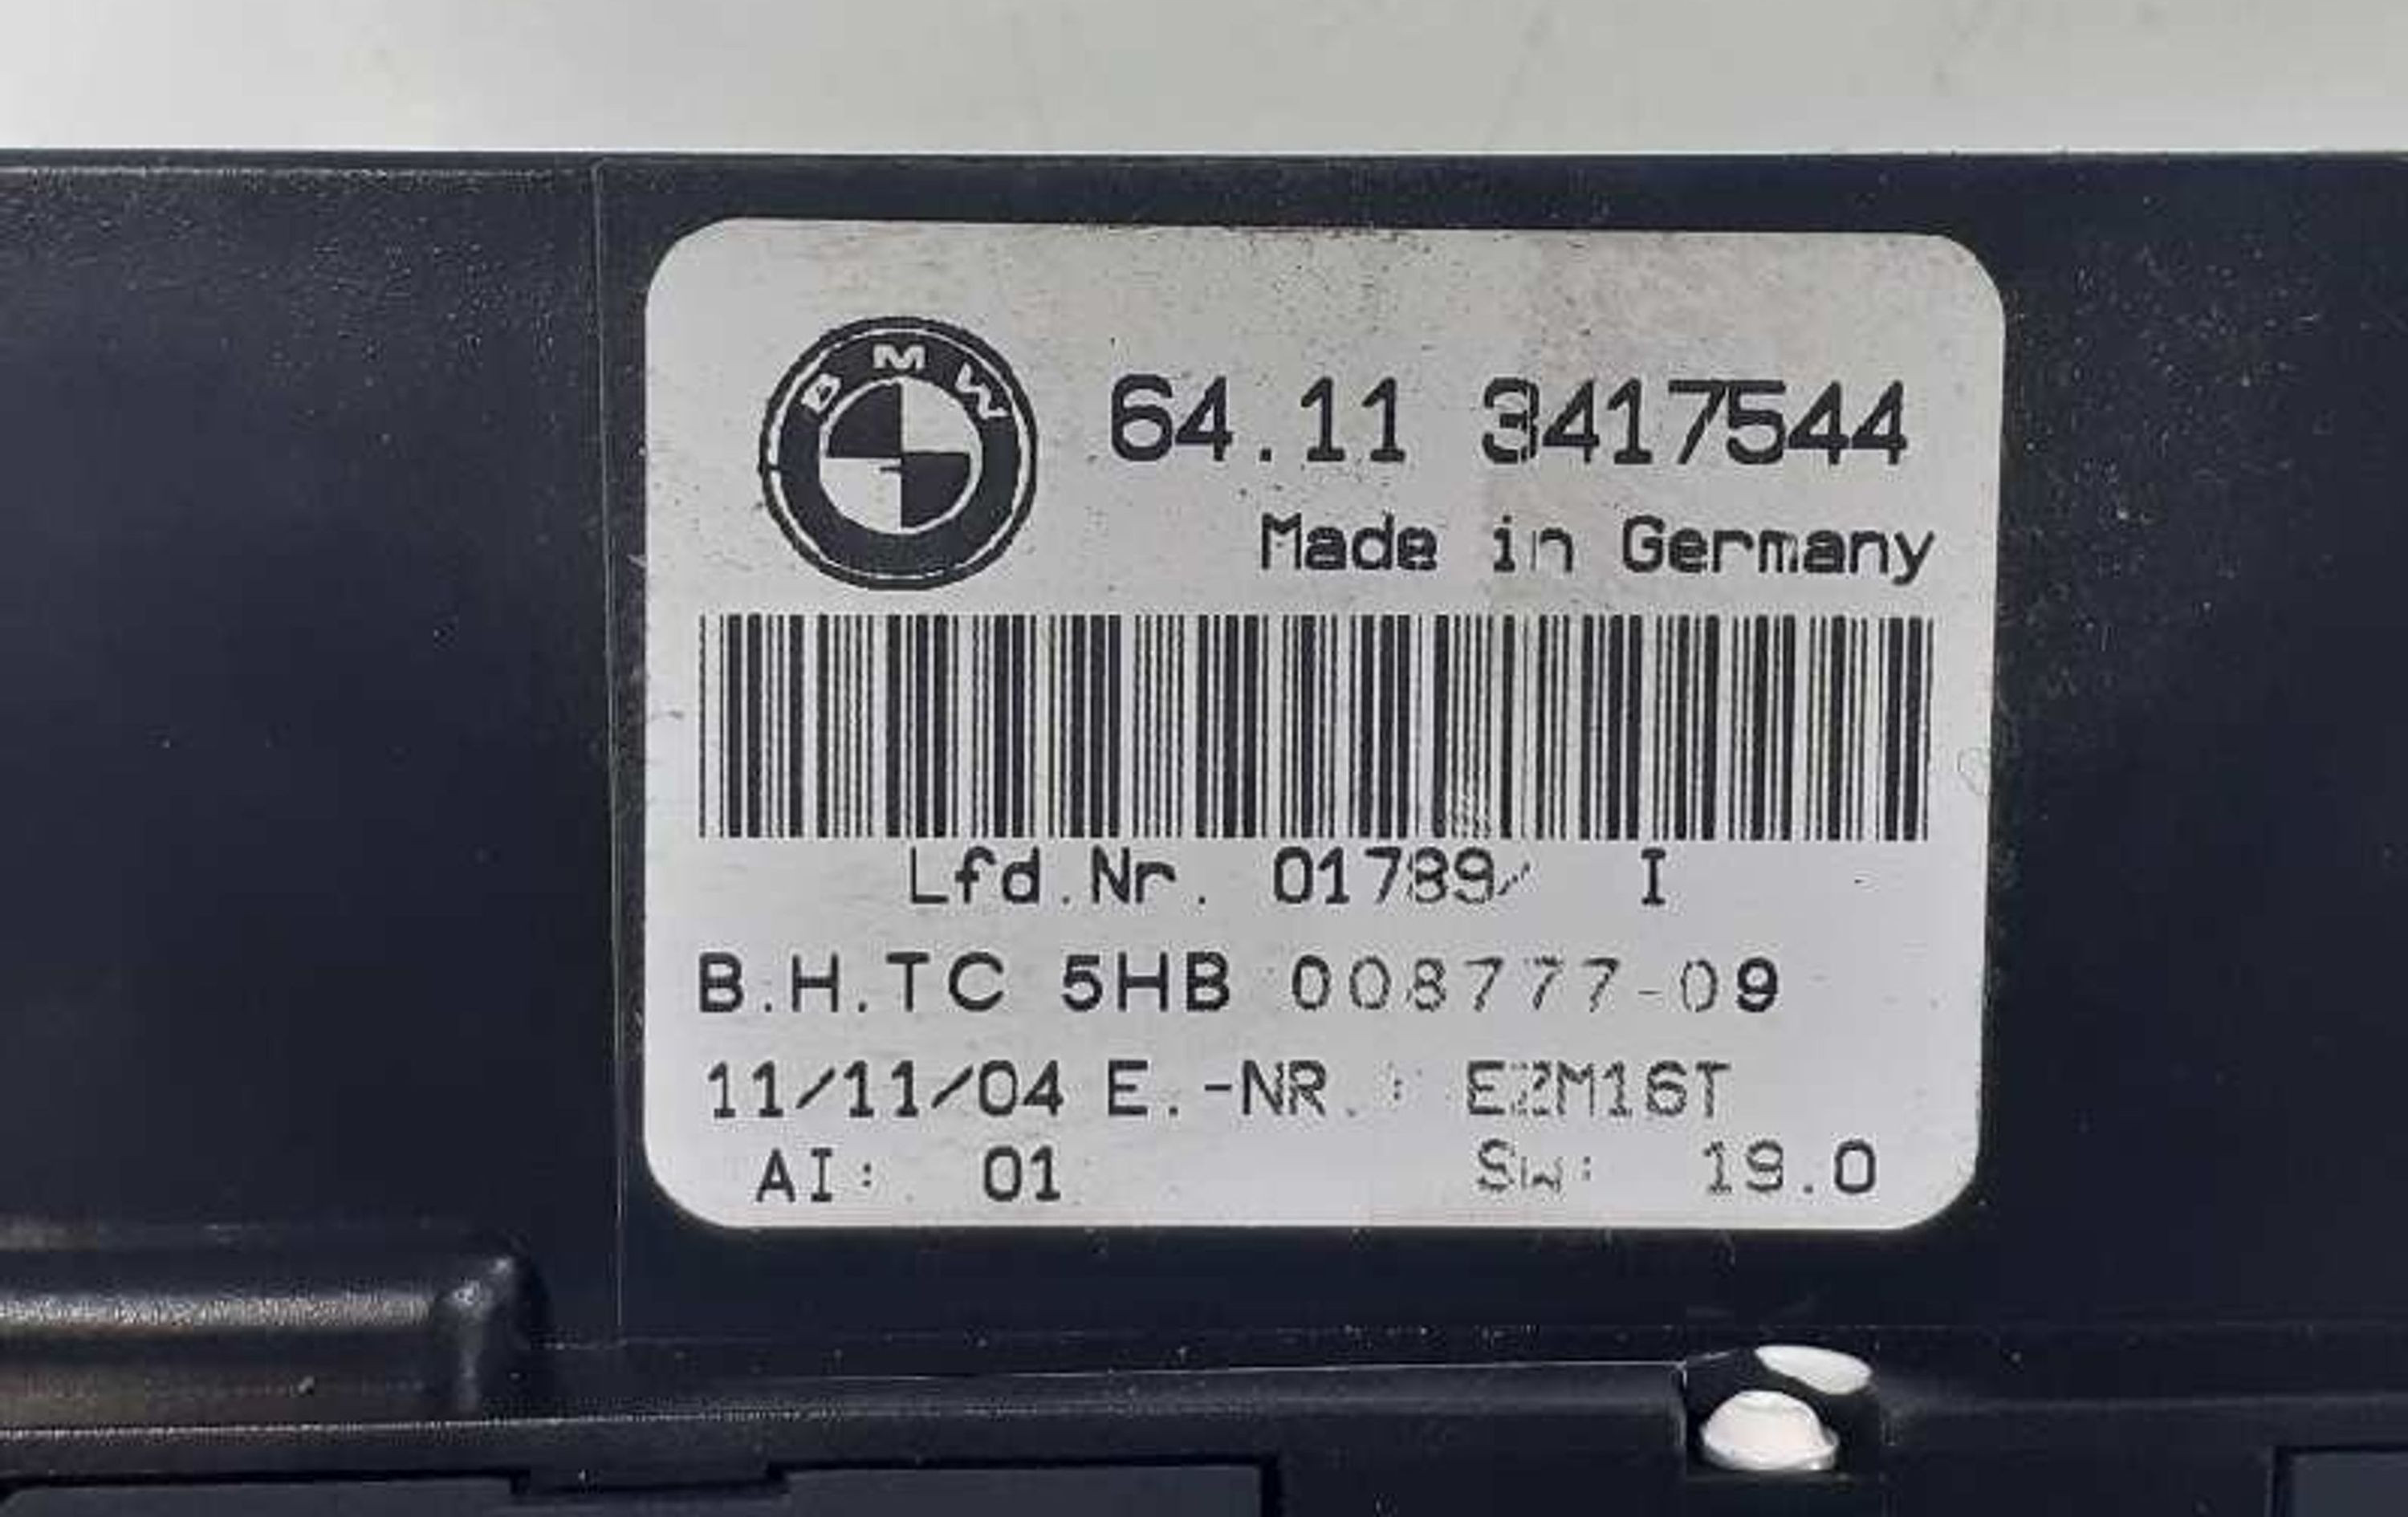 BMW
64.11 3417544
Made in Germany
Lfd.Nr. 01789/ I
B.H.TC 5HB 008777-09
11/11/04 E.-NR.: EZM16T
AI: 01 SW: 19.0